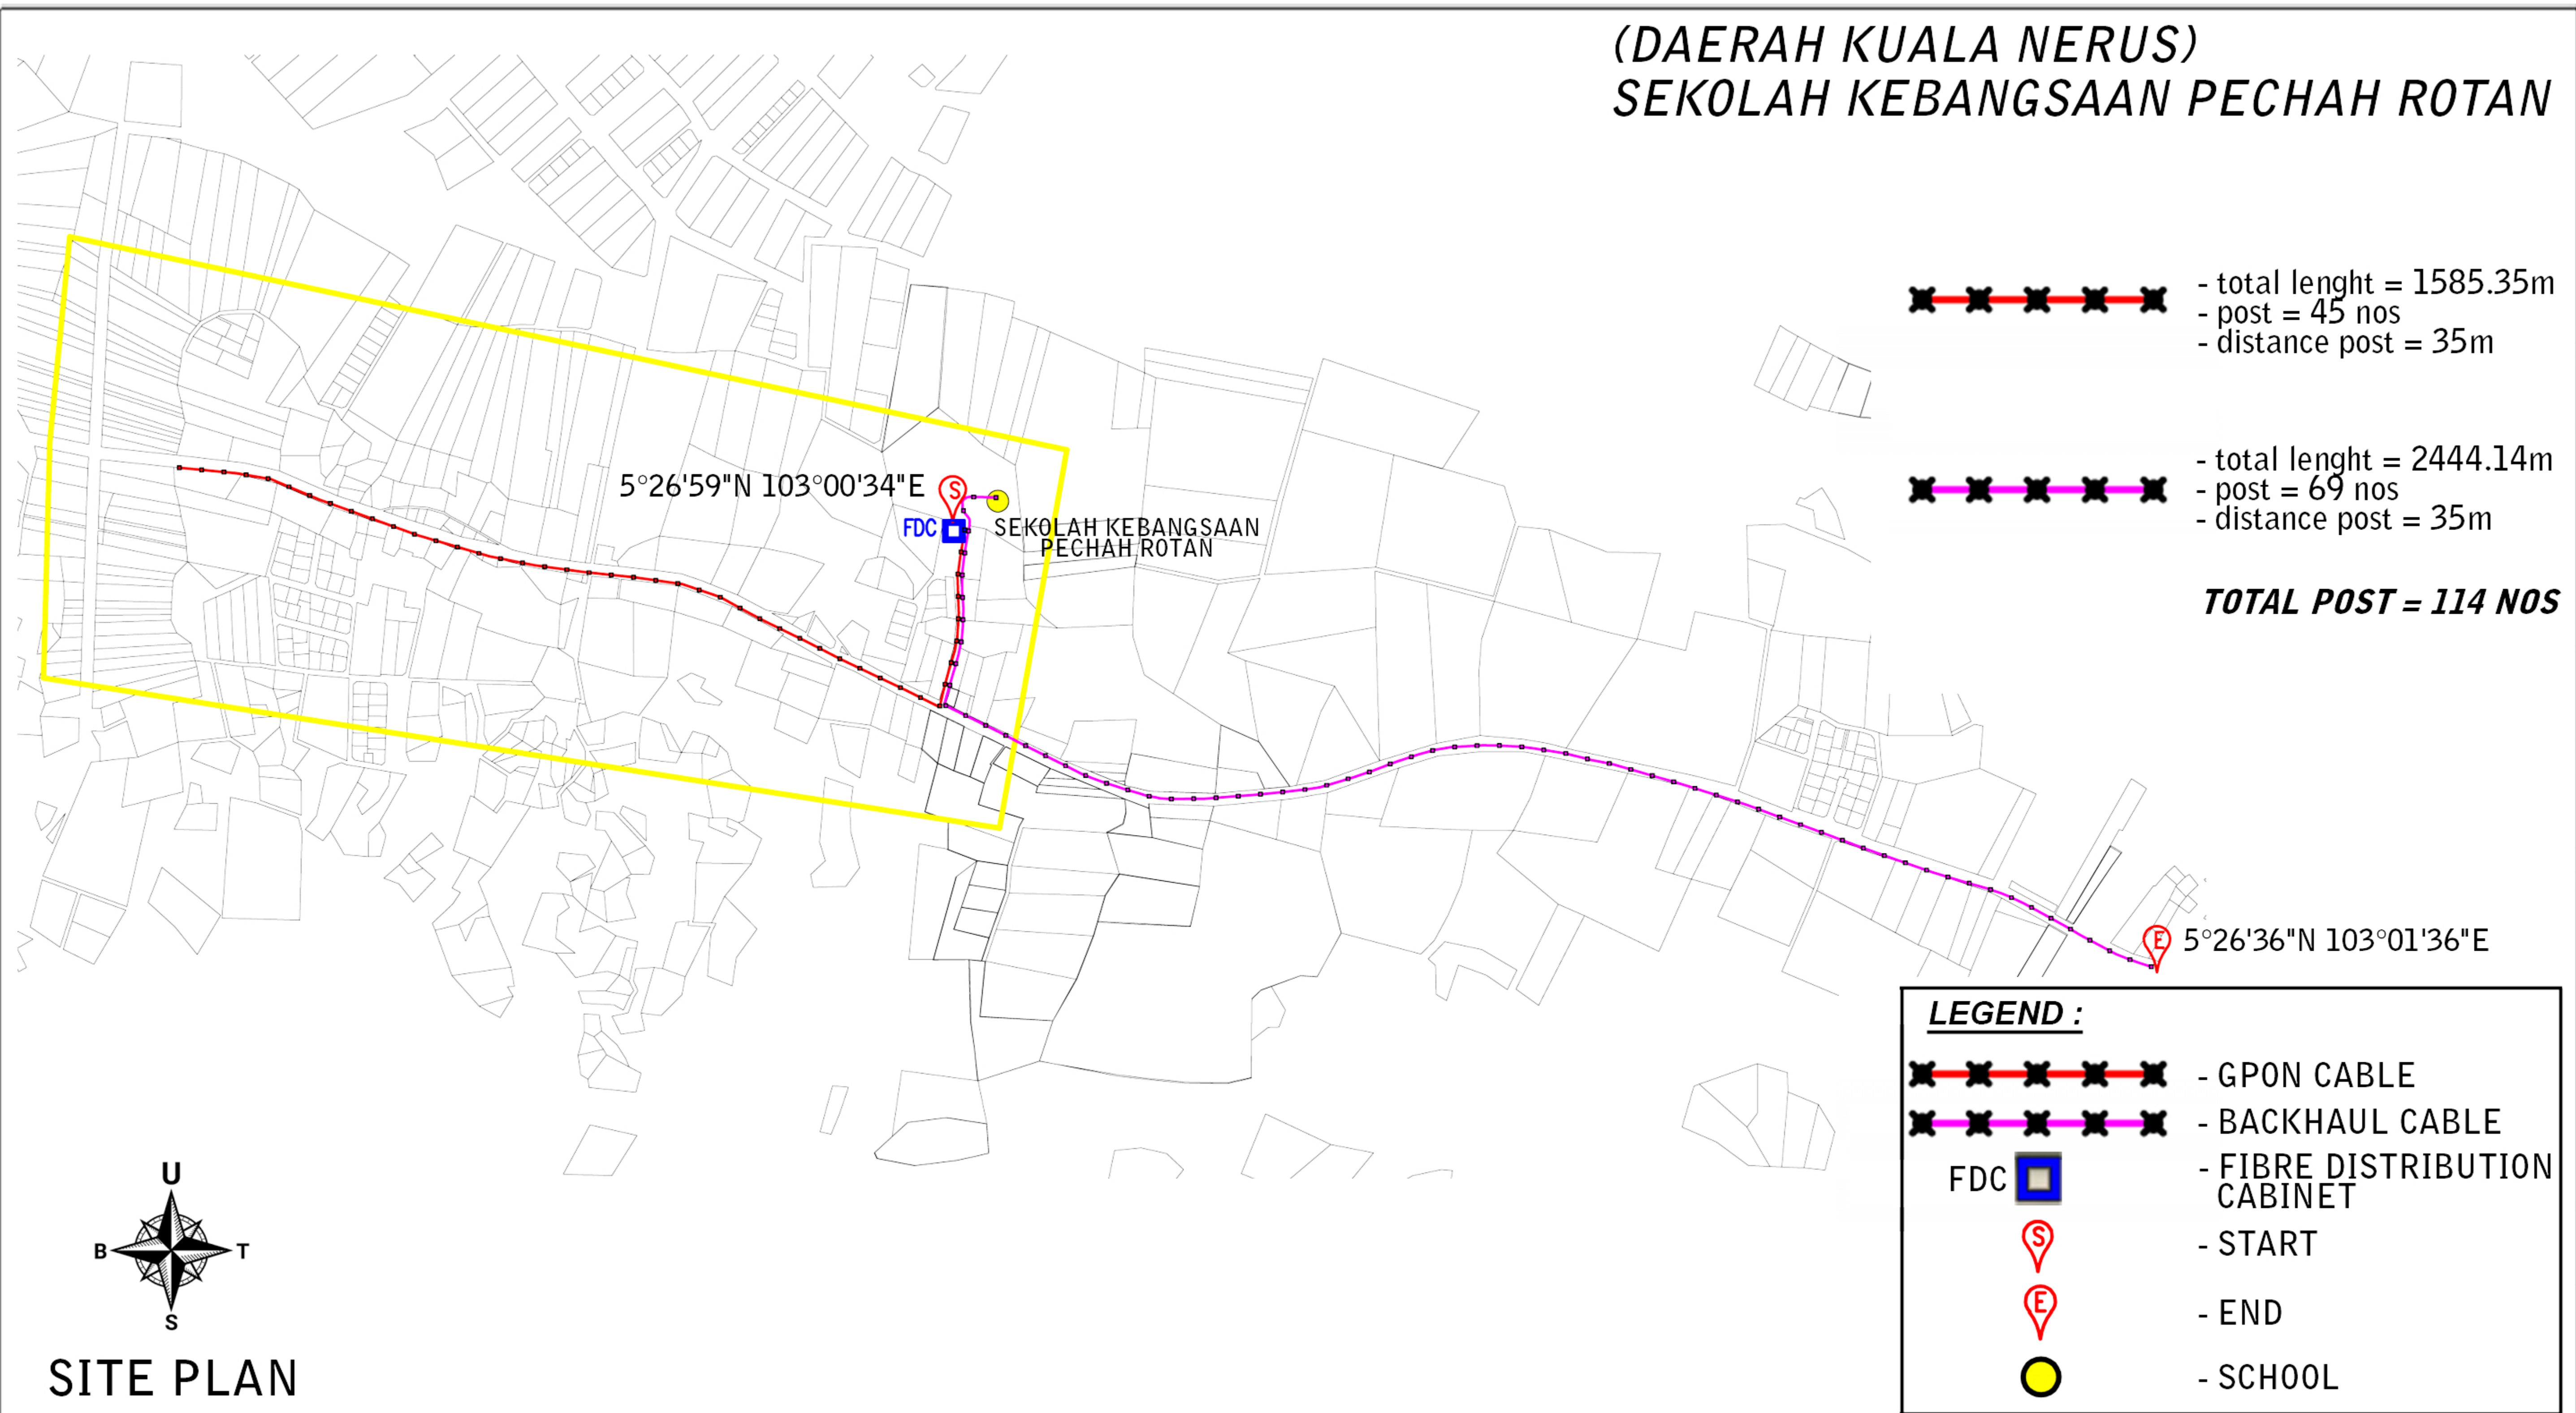 (DAERAH KUALA NERUS)
SEKOLAH KEBANGSAAN PECHAH ROTAN
- total lenght = 1585.35m
- post = 45 nos
- distance post = 35m
- total lenght = 2444.14m
- post = 69 nos
- distance post = 35m
TOTAL POST = 114 NOS
5°26'59"N 103°00'34"E
S
FDC
SEKOLAH KEBANGSAAN
PECHAH ROTAN
E
5°26'36"N 103°01'36"E
LEGEND :
- GPON CABLE
- BACKHAUL CABLE
FDC
- FIBRE DISTRIBUTION
CABINET
S
- START
E
- END
- SCHOOL
U
B
T
S
SITE PLAN